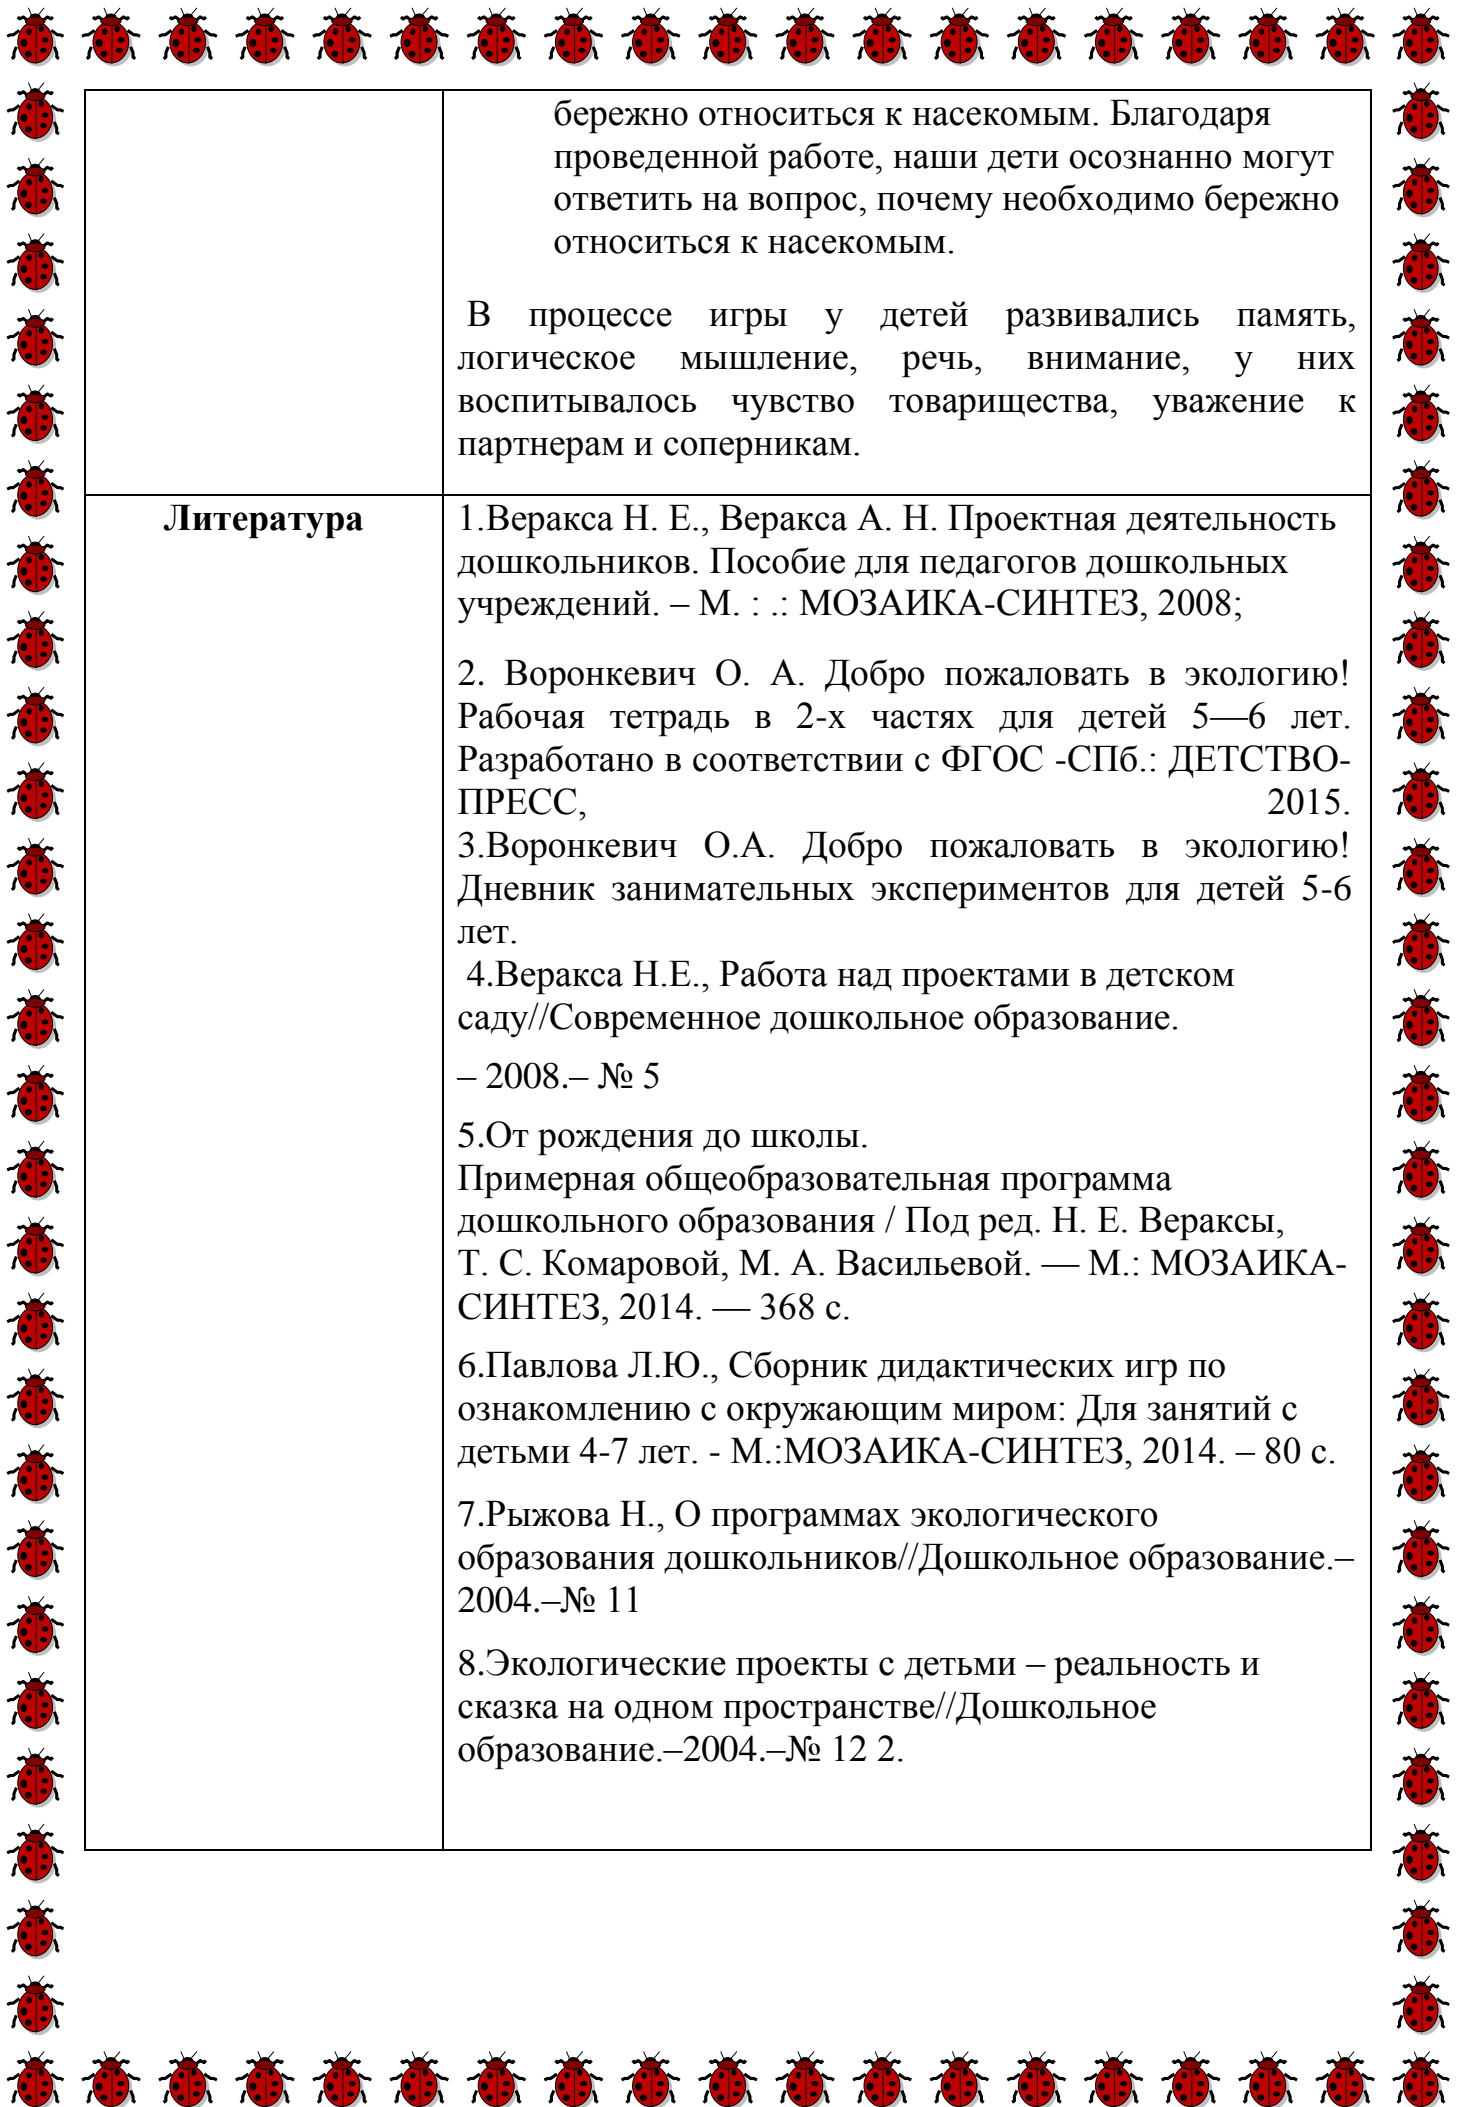 бережно относиться к насекомым. Благодаря
проведенной работе, наши дети осознанно могут
ответить на вопрос, почему необходимо бережно
относиться к насекомым.
В процессе игры у детей развивались память,
логическое мышление, речь, внимание, у них
воспитывалось чувство товарищества, уважение к
партнерам и соперникам.
Литература
1.Веракса Н. Е., Веракса А. Н. Проектная деятельность
дошкольников. Пособие для педагогов дошкольных
учреждений. – М. : .: МОЗАИКА-СИНТЕЗ, 2008;
2. Воронкевич О. А. Добро пожаловать в экологию!
Рабочая тетрадь в 2-х частях для детей 5—6 лет.
Разработано в соответствии с ФГОС -СПб.: ДЕТСТВО-
ПРЕСС, 2015.
3.Воронкевич О.А. Добро пожаловать в экологию!
Дневник занимательных экспериментов для детей 5-6
лет.
4.Веракса Н.Е., Работа над проектами в детском
саду//Современное дошкольное образование.
– 2008.– № 5
5.От рождения до школы.
Примерная общеобразовательная программа
дошкольного образования / Под ред. Н. Е. Вераксы,
Т. С. Комаровой, М. А. Васильевой. — М.: МОЗАИКА-
СИНТЕЗ, 2014. — 368 с.
6.Павлова Л.Ю., Сборник дидактических игр по
ознакомлению с окружающим миром: Для занятий с
детьми 4-7 лет. - М.:МОЗАИКА-СИНТЕЗ, 2014. – 80 с.
7.Рыжова Н., О программах экологического
образования дошкольников//Дошкольное образование.–
2004.–№ 11
8.Экологические проекты с детьми – реальность и
сказка на одном пространстве//Дошкольное
образование.–2004.–№ 12 2.